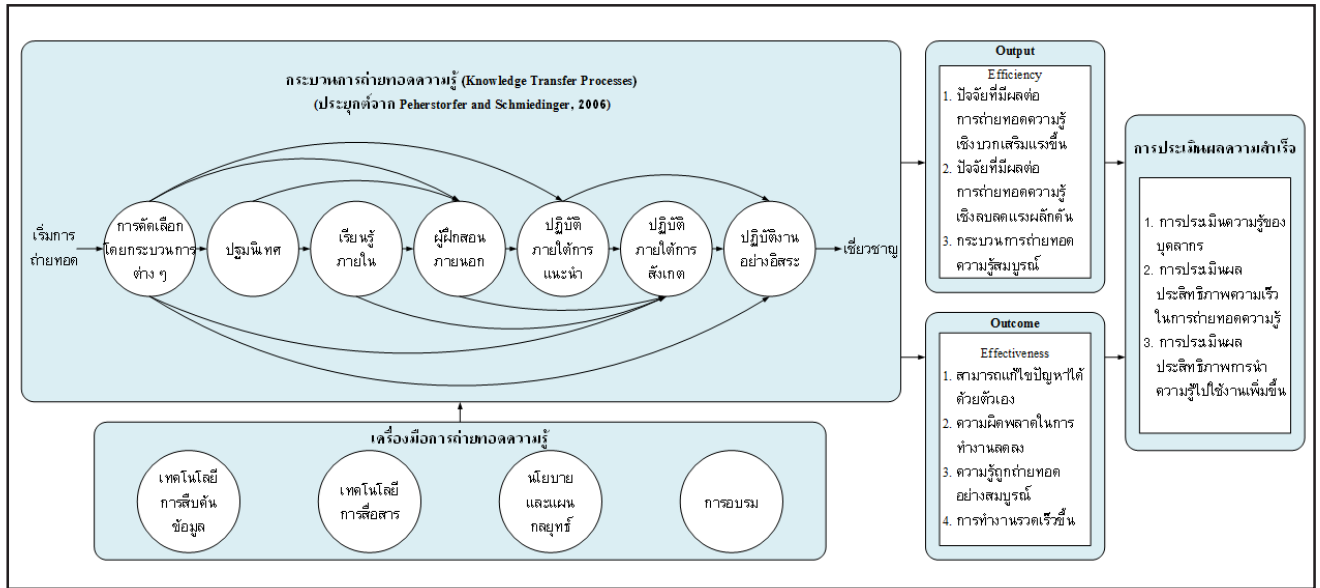 กระบวนการถ่ายทอดความรู้ (Knowledge Transfer Processes)
(ประยุกต์จาก Peherstorfer and Schmiedinger, 2006)
เริ่มการ
ถ่ายทอด
การตัดเลือก
โดยกระบวนการ
ต่าง ๆ
ปฐมนิเทศ
เรียนรู้
ภายใน
ผู้ฝึกสอน
ภายนอก
ปฏิบัติ
ภายใต้การ
แนะนำ
ปฏิบัติ
ภายใต้การ
สังเกต
ปฏิบัติงาน
อย่างอิสระ
เชี่ยวชาญ
เครื่องมือการถ่ายทอดความรู้
เทคโนโลยี
การสืบค้น
ข้อมูล
เทคโนโลยี
การสื่อสาร
นโยบาย
และแผน
กลยุทธ์
การอบรม
Output
Efficiency
1. ปัจจัยที่มีผลต่อ
การถ่ายทอดความรู้
เชิงบวกเสริมแรงขึ้น
2. ปัจจัยที่มีผลต่อ
การถ่ายทอดความรู้
เชิงลบลดแรงผลักดัน
3. กระบวนการถ่ายทอด
ความรู้สมบูรณ์
Outcome
Effectiveness
1. สามารถแก้ไขปัญหาได้
ด้วยตัวเอง
2. ความผิดพลาดในการ
ทำงานลดลง
3. ความรู้ถูกถ่ายทอด
อย่างสมบูรณ์
4. การทำงานรวดเร็วขึ้น
การประเมินผลความสำเร็จ
1. การประเมินความรู้ของ
บุคลากร
2. การประเมินผล
ประสิทธิภาพความเร็ว
ในการถ่ายทอดความรู้
3. การประเมินผล
ประสิทธิภาพการนำ
ความรู้ไปใช้งานเพิ่มขึ้น